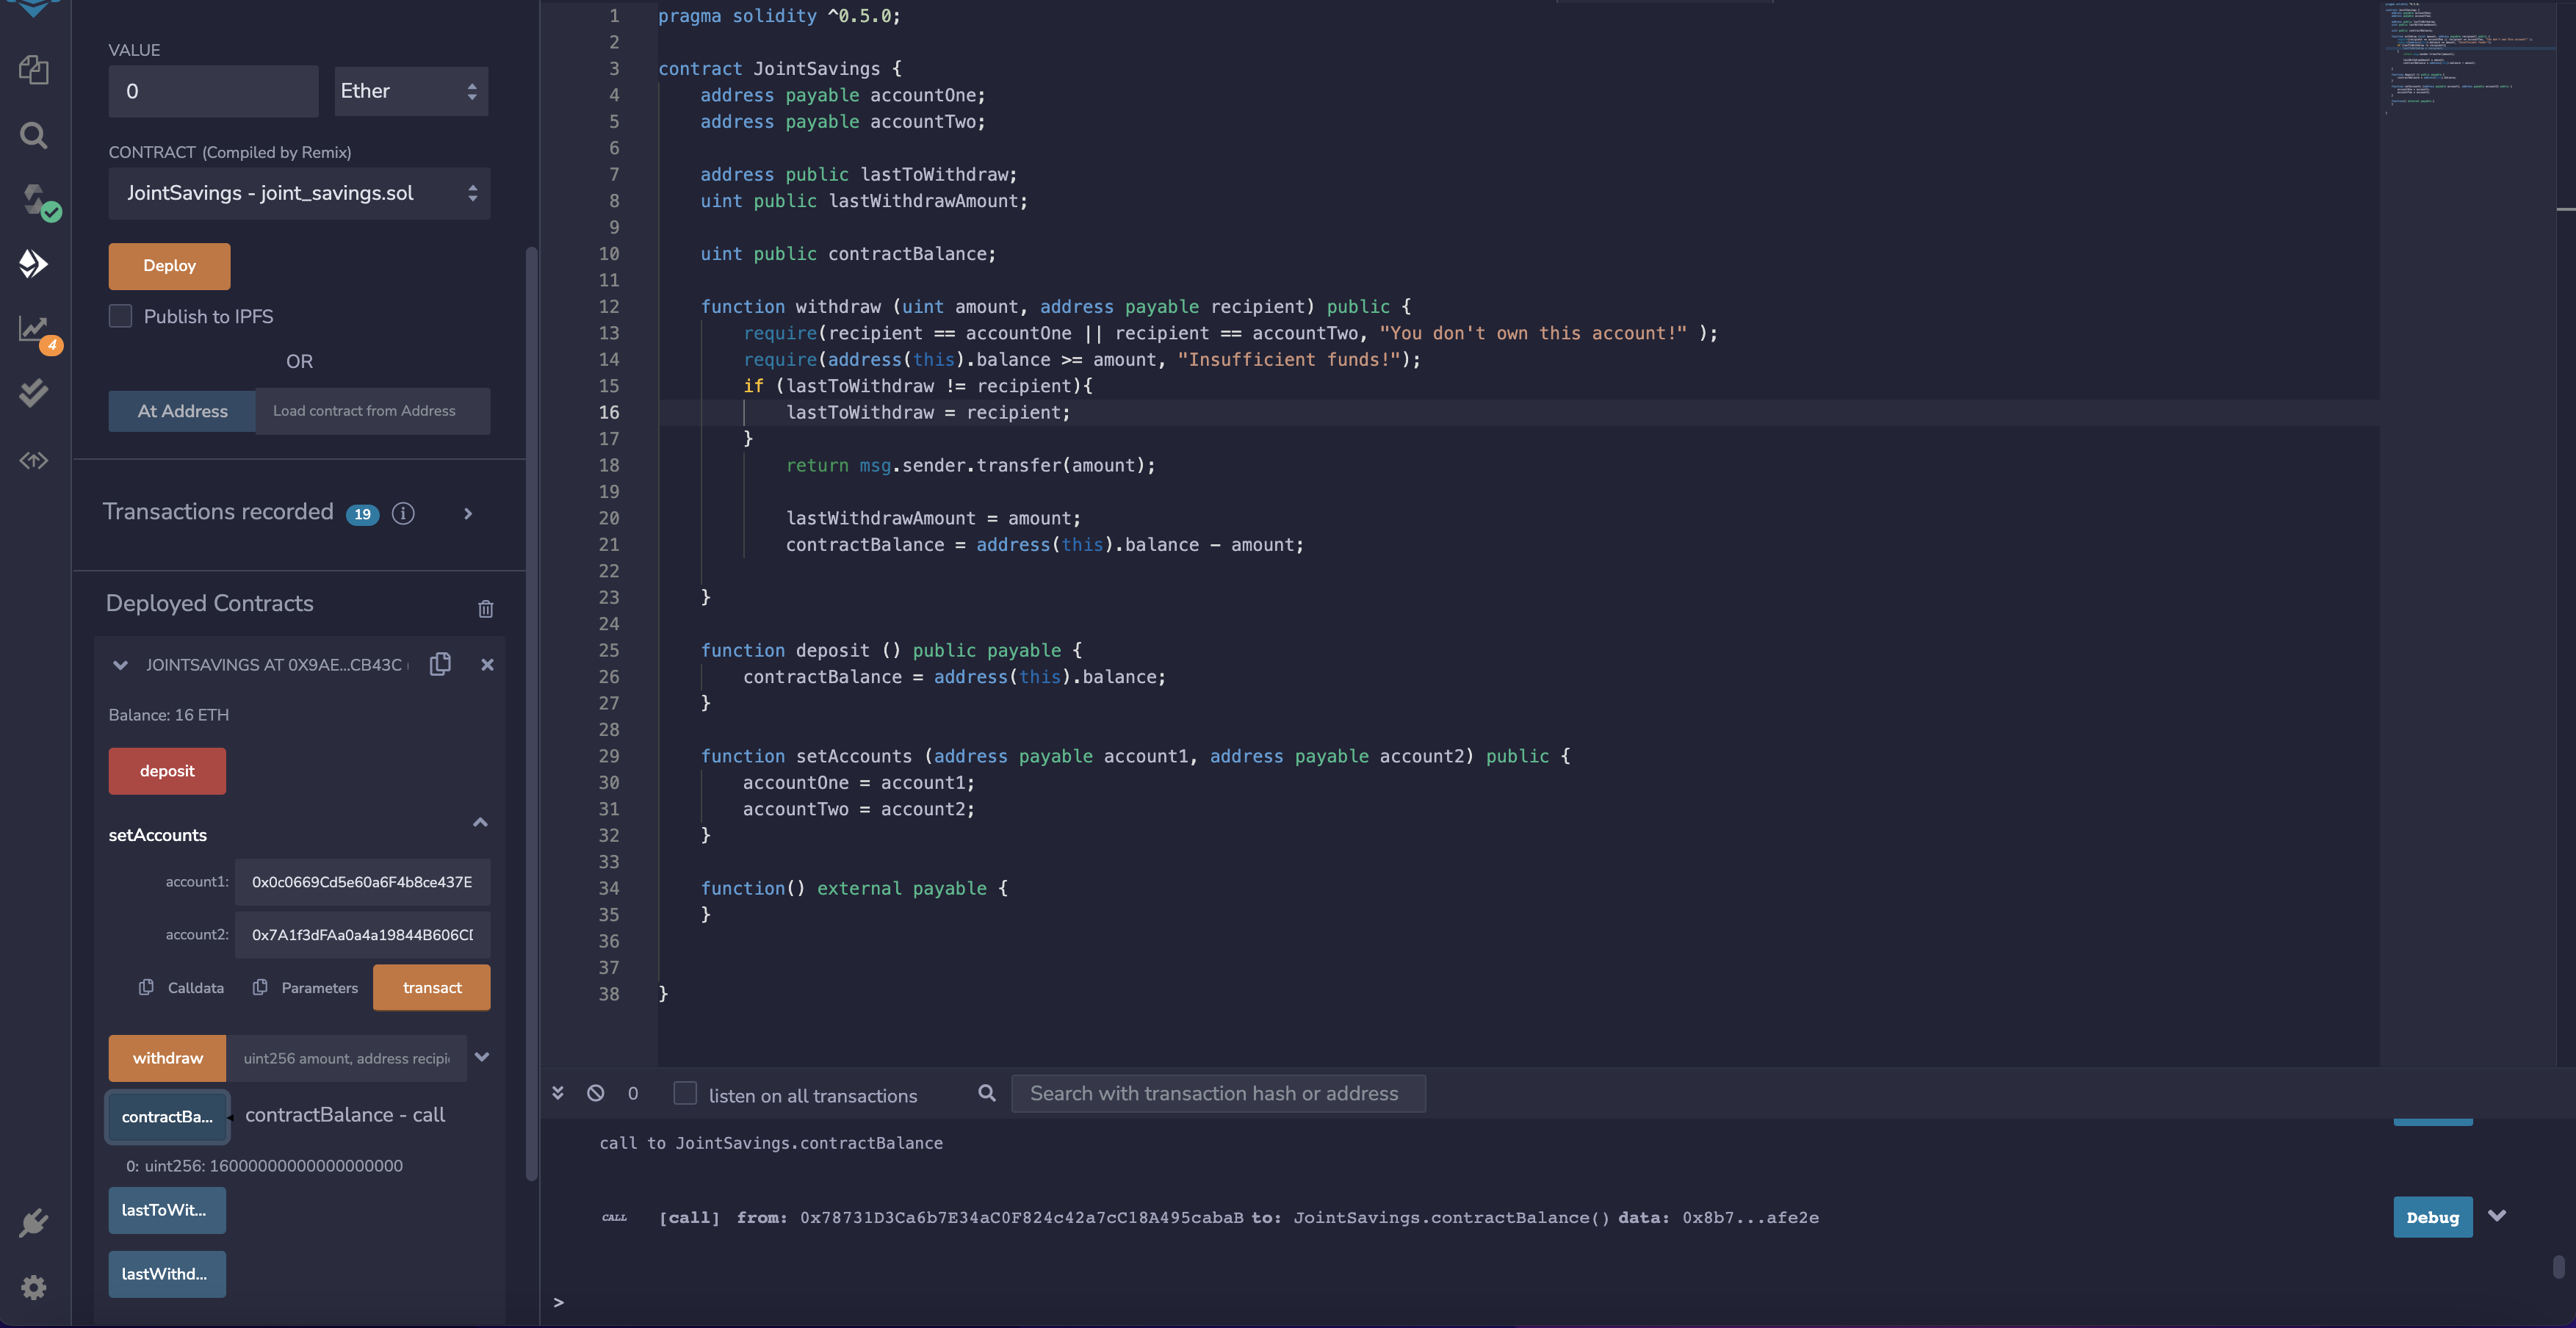 VALUE
0
Ether
CONTRACT (Compiled by Remix)
JointSavings - joint_savings.sol
Deploy
Publish to IPFS
OR
At Address
Load contract from Address
Transactions recorded 19
Deployed Contracts
JOINTSAVINGS AT 0X9AE...CB43C (
Balance: 16 ETH
deposit
setAccounts
account1: 0x0c0669Cd5e60a6F4b8ce437E
account2: 0x7A1f3dFAa0a4a19844B606C
Calldata Parameters transact
withdraw uint256 amount, address recipi
contractBa... contractBalance - call
0: uint256: 16000000000000000000
lastToWit...
lastWithd...
4
1 pragma solidity ^0.5.0;
2
3 contract JointSavings {
4 address payable accountOne;
5 address payable accountTwo;
6
7 address public lastToWithdraw;
8 uint public lastWithdrawAmount;
9
10 uint public contractBalance;
11
12 function withdraw (uint amount, address payable recipient) public {
13 require(recipient == accountOne || recipient == accountTwo, "You don't own this account!" );
14 require(address(this).balance >= amount, "Insufficient funds!");
15 if (lastToWithdraw != recipient){
16 lastToWithdraw = recipient;
17 }
18 return msg.sender.transfer(amount);
19
20 lastWithdrawAmount = amount;
21 contractBalance = address(this).balance - amount;
22
23 }
24
25 function deposit () public payable {
26 contractBalance = address(this).balance;
27 }
28
29 function setAccounts (address payable account1, address payable account2) public {
30 accountOne = account1;
31 accountTwo = account2;
32 }
33
34 function() external payable {
35 }
36
37
38 }
0 listen on all transactions Search with transaction hash or address
call to JointSavings.contractBalance
CALL [call] from: 0x78731D3Ca6b7E34aC0F824c42a7cC18A495cabaB to: JointSavings.contractBalance() data: 0x8b7...afe2e
Debug
>